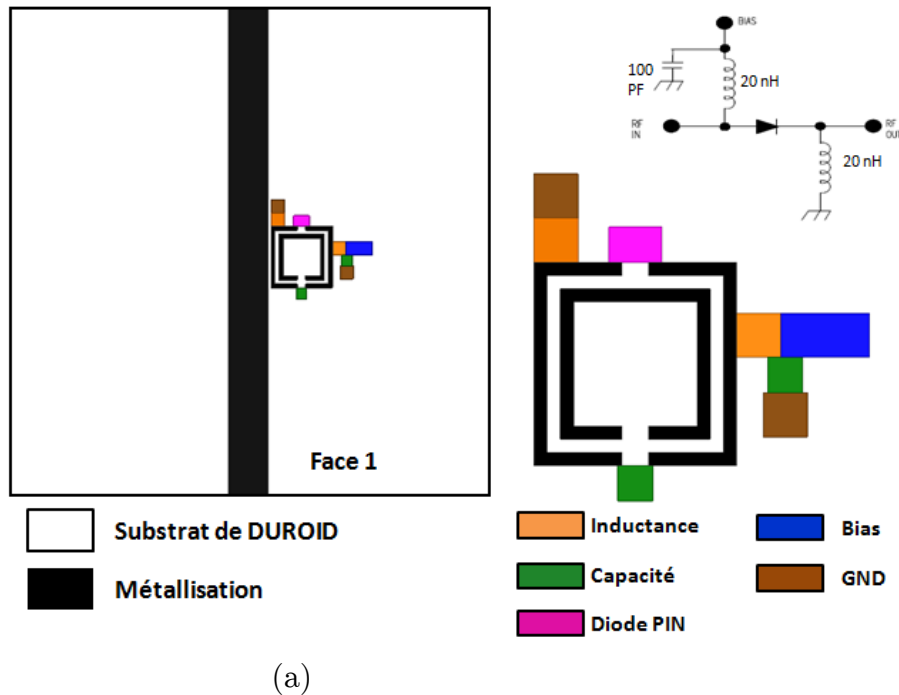 BIAS
100
PF
20 nH
RF
IN
RF
OUT
20 nH
Face 1
Substrat de DUROID
Métallisation
Inductance
Bias
Capacité
GND
Diode PIN
(a)